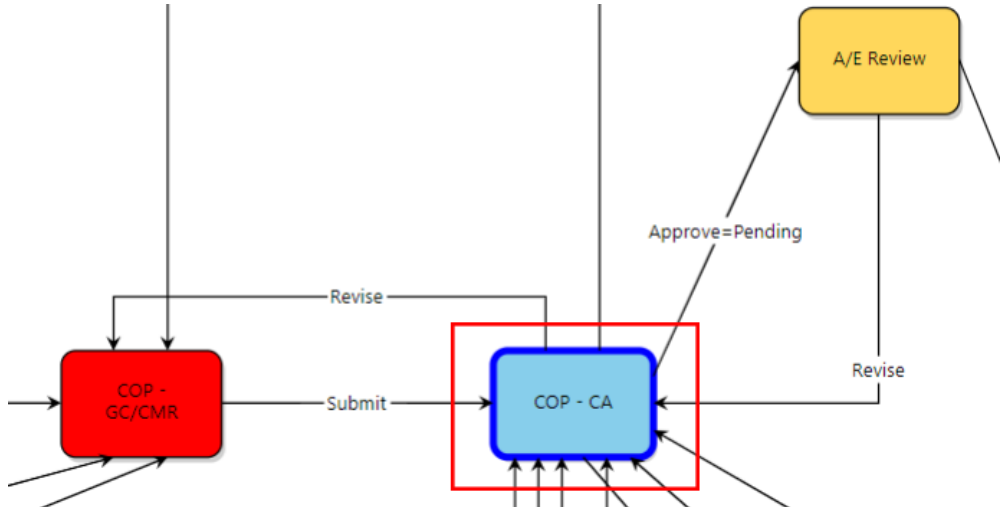 A/E Review
Approve=Pending
Revise
Revise
COP -
GC/CMR
Submit
COP - CA